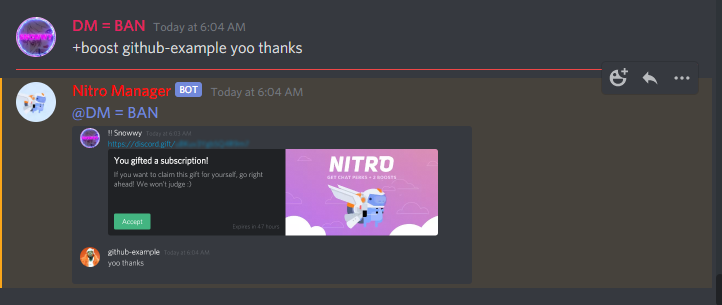 DM = BAN Today at 6:04 AM
+boost github-example yoo thanks
Nitro Manager BOT Today at 6:04 AM
@DM = BAN
!! Snowwy Today at 6:03 AM
https://discord.gift/
You gifted a subscription!
If you want to claim this gift for yourself, go right
ahead! We won't judge :)
Accept
Expires in 47 hours
NITRO
GET CHAT PERKS + 2 BOOSTS
github-example Today at 6:04 AM
yoo thanks